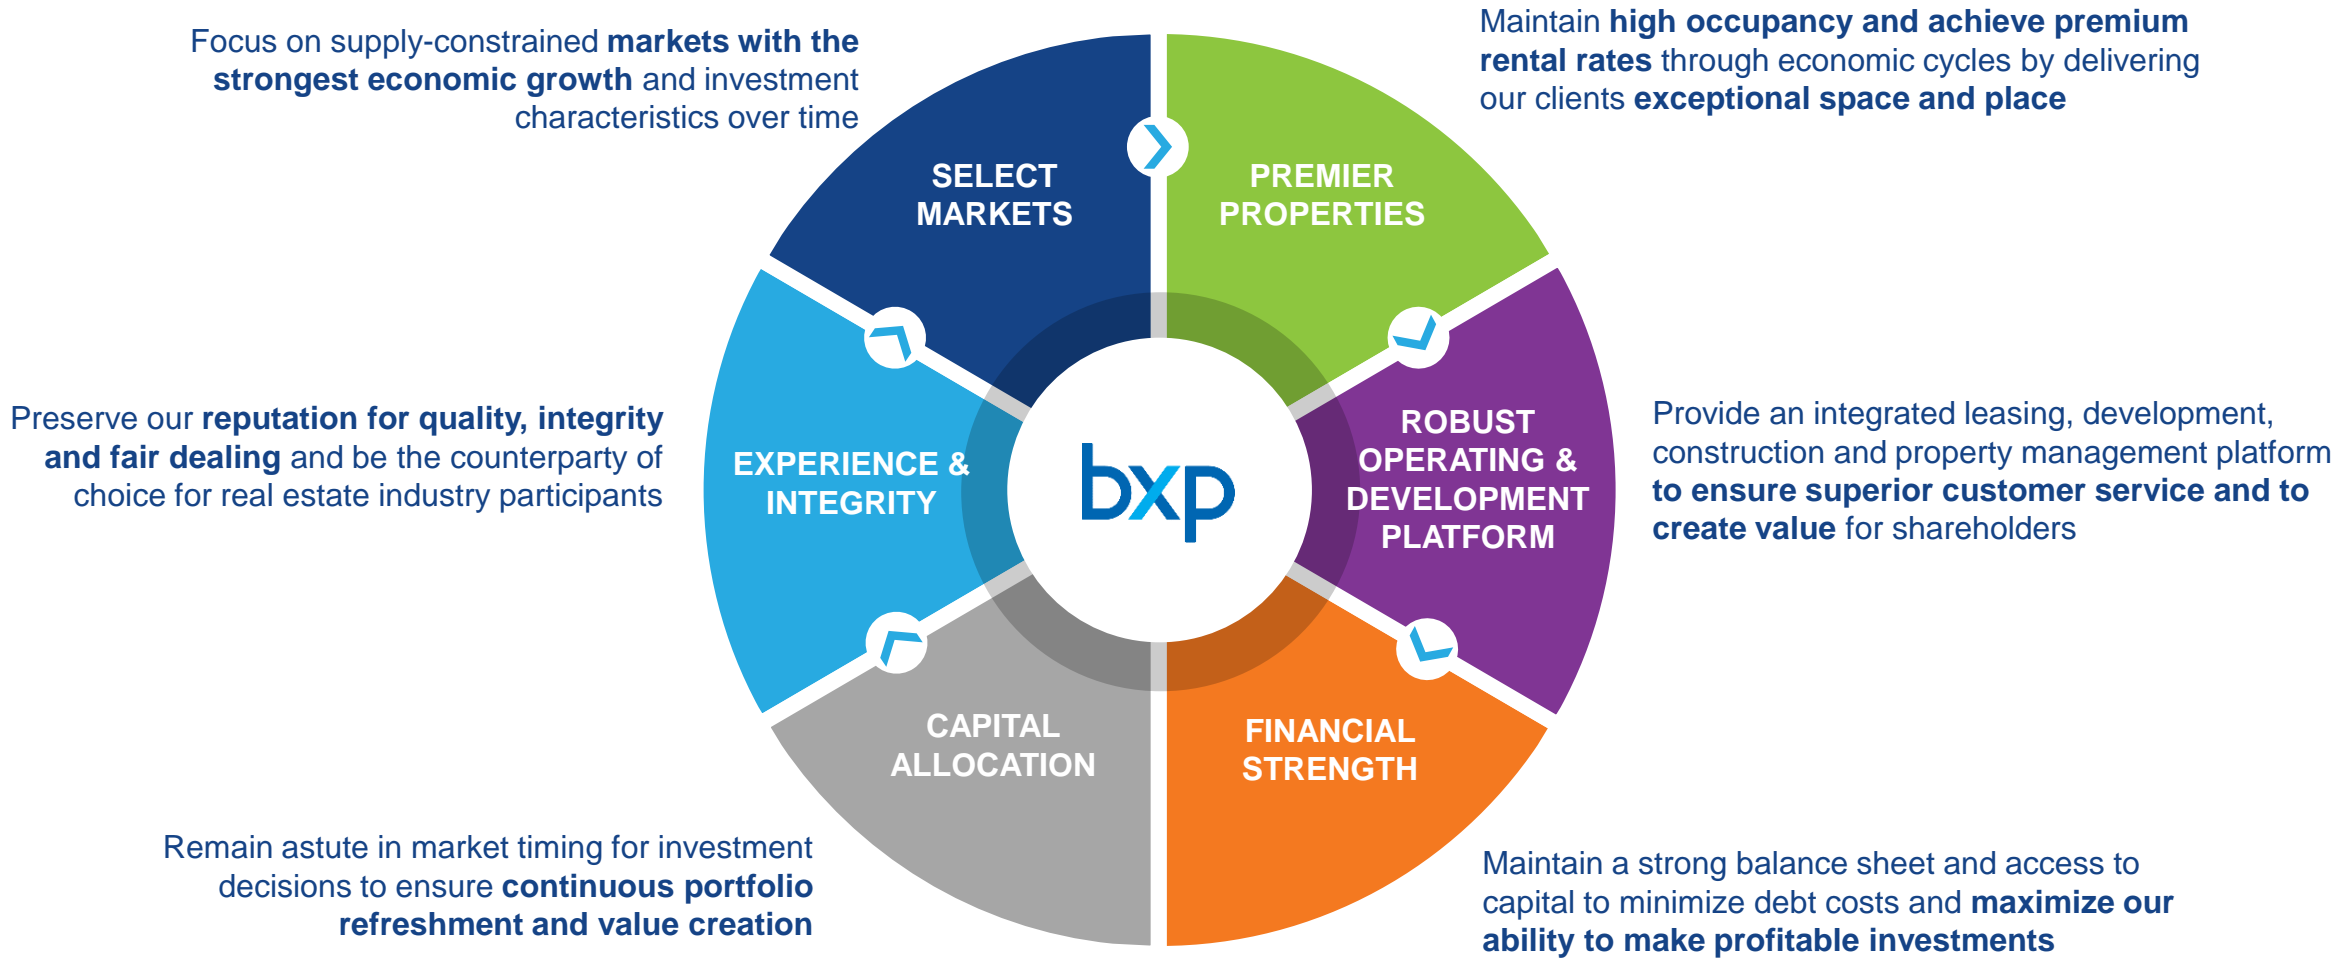 Focus on supply-constrained markets with the
strongest economic growth and investment
characteristics over time
SELECT
MARKETS
Maintain high occupancy and achieve premium
rental rates through economic cycles by delivering
our clients exceptional space and place
PREMIER
PROPERTIES
Provide an integrated leasing, development,
construction and property management platform
to ensure superior customer service and to
create value for shareholders
ROBUST
OPERATING &
DEVELOPMENT
PLATFORM
Maintain a strong balance sheet and access to
capital to minimize debt costs and maximize our
ability to make profitable investments
FINANCIAL
STRENGTH
Remain astute in market timing for investment
decisions to ensure continuous portfolio
refreshment and value creation
CAPITAL
ALLOCATION
Preserve our reputation for quality, integrity
and fair dealing and be the counterparty of
choice for real estate industry participants
EXPERIENCE &
INTEGRITY
bxp